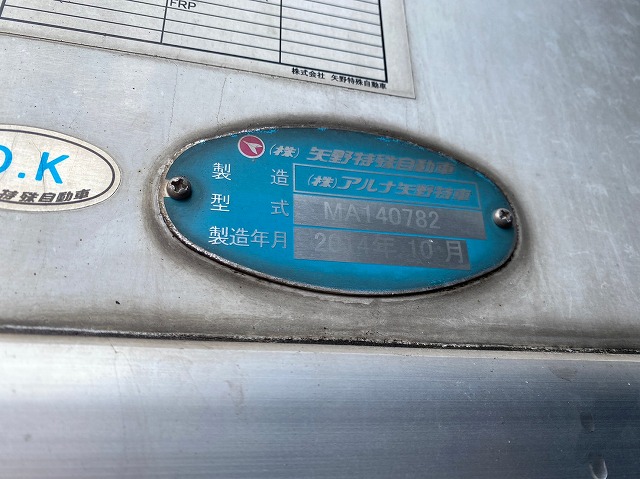 FRP
株式会社 矢野特殊自動車
O.K
特殊自動車
(株) 矢野特殊自動車
製造 (株)アルナ矢野特車
型式 MA140782
製造年月 10 月